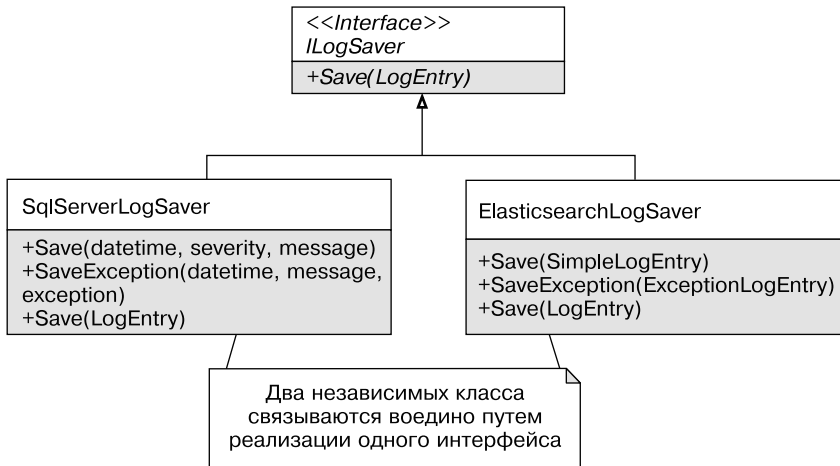 <<Interface>>
ILogSaver
+Save(LogEntry)
SqlServerLogSaver
+Save(datetime, severity, message)
+SaveException(datetime, message,
exception)
+Save(LogEntry)
ElasticsearchLogSaver
+Save(SimpleLogEntry)
+SaveException(ExceptionLogEntry)
+Save(LogEntry)
Два независимых класса
связываются воедино путем
реализации одного интерфейса